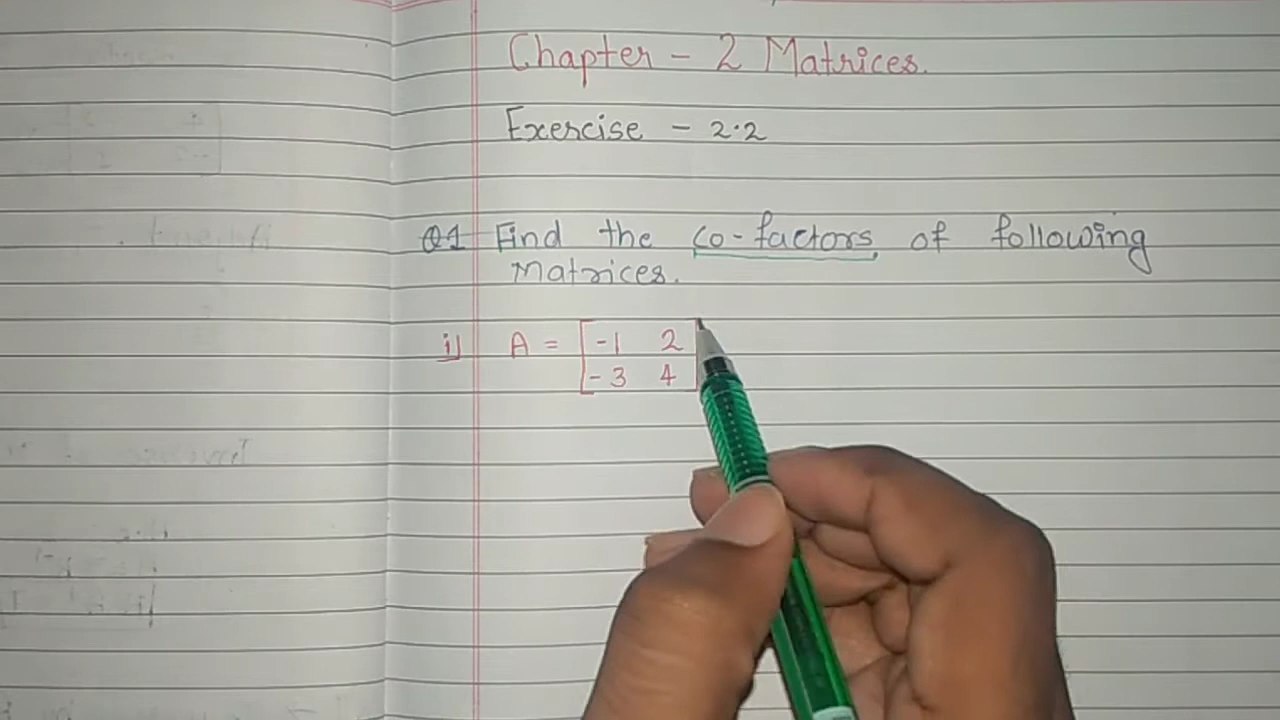 Chapter - 2 Matrices.
Exercise - 2.2
Q1 Find the co-factors of following
Matrices.
i] A = [-1 2
-3 4]